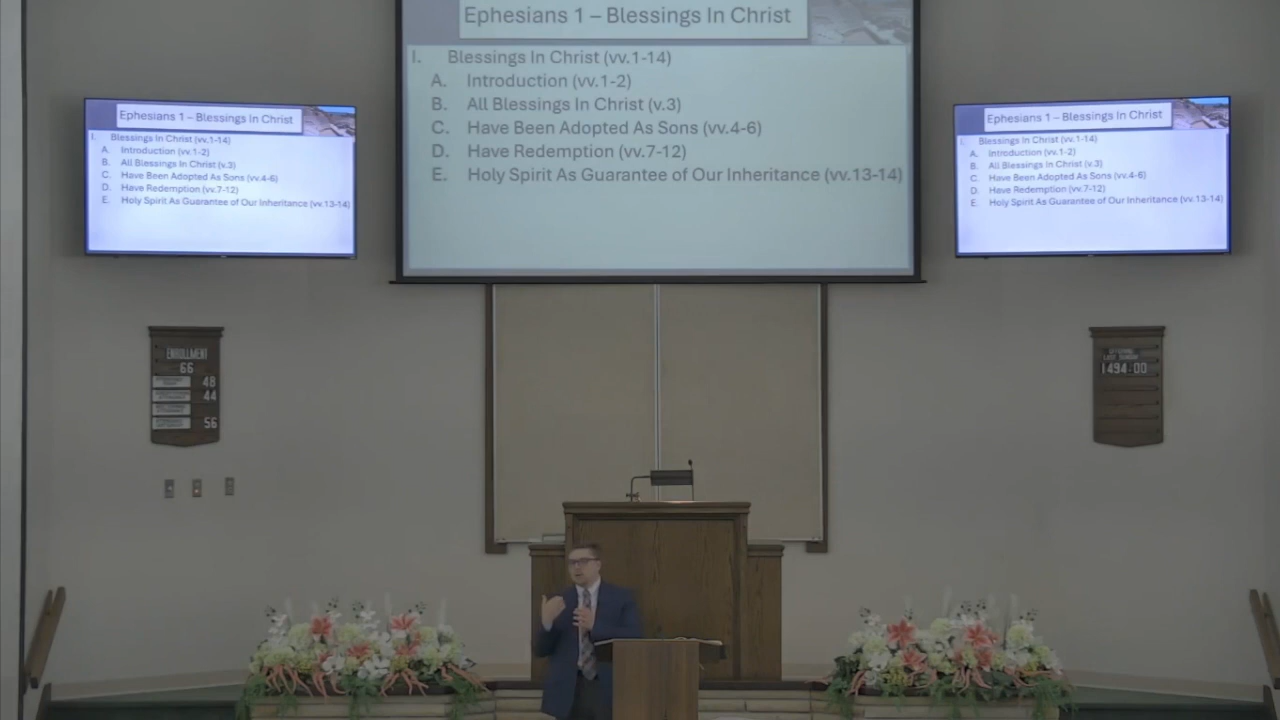 Ephesians 1 – Blessings In Christ
I. Blessings In Christ (vv.1-14)
A. Introduction (vv.1-2)
B. All Blessings In Christ (v.3)
C. Have Been Adopted As Sons (vv.4-6)
D. Have Redemption (vv.7-12)
E. Holy Spirit As Guarantee of Our Inheritance (vv.13-14)
Ephesians 1 – Blessings In Christ
I. Blessings In Christ (vv.1-14)
A. Introduction (vv.1-2)
B. All Blessings In Christ (v.3)
C. Have Been Adopted As Sons (vv.4-6)
D. Have Redemption (vv.7-12)
E. Holy Spirit As Guarantee of Our Inheritance (vv.13-14)
Ephesians 1 – Blessings In Christ
I. Blessings In Christ (vv.1-14)
A. Introduction (vv.1-2)
B. All Blessings In Christ (v.3)
C. Have Been Adopted As Sons (vv.4-6)
D. Have Redemption (vv.7-12)
E. Holy Spirit As Guarantee of Our Inheritance (vv.13-14)
ENROLLMENT
66
48
44
56
LAST SUNDAY
1494.00